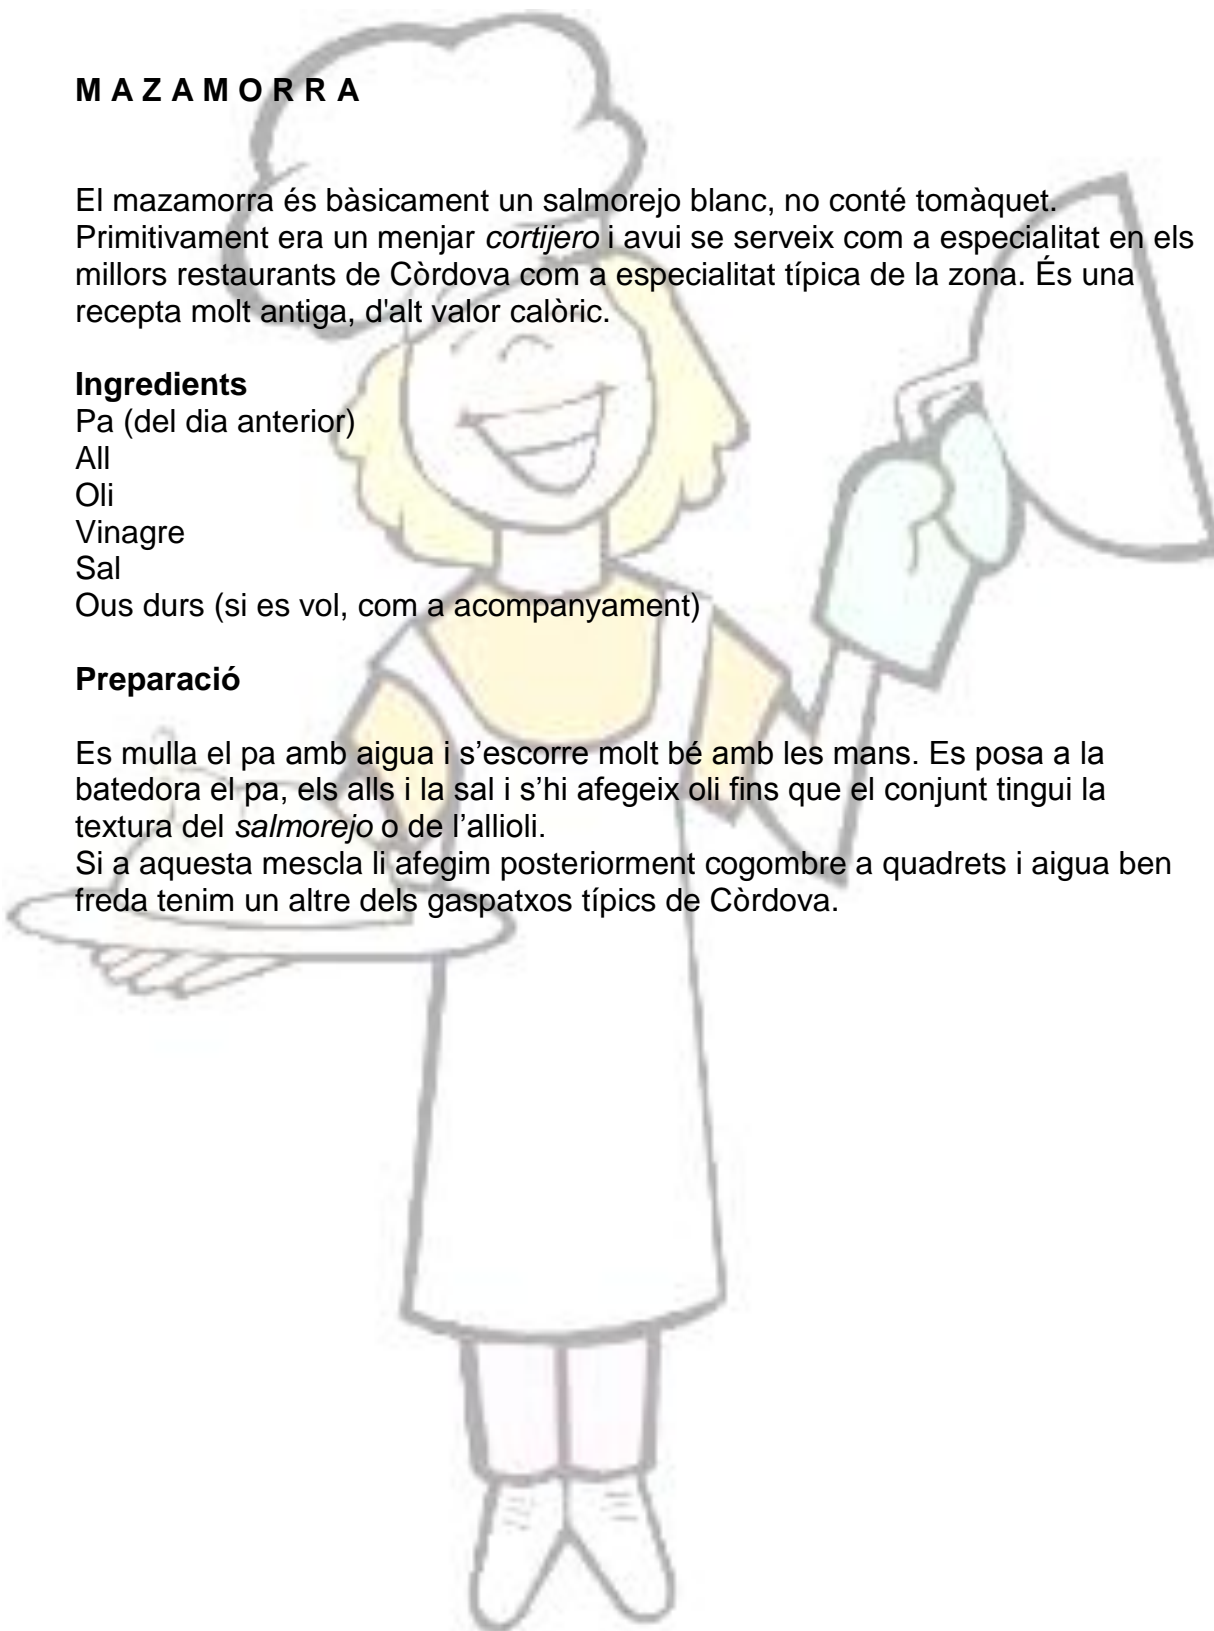 M A Z A M O R R A
El mazamorra és bàsicament un salmorejo blanc, no conté tomàquet.
Primitivament era un menjar cortijero i avui se serveix com a especialitat en els
millors restaurants de Còrdova com a especialitat típica de la zona. És una
recepta molt antiga, d'alt valor calòric.
Ingredients
Pa (del dia anterior)
All
Oli
Vinagre
Sal
Ous durs (si es vol, com a acompanyament)
Preparació
Es mulla el pa amb aigua i s’escorre molt bé amb les mans. Es posa a la
batedora el pa, els alls i la sal i s’hi afegeix oli fins que el conjunt tingui la
textura del salmorejo o de l’allioli.
Si a aquesta mescla li afegim posteriorment cogombre a quadrets i aigua ben
freda tenim un altre dels gaspatxos típics de Còrdova.